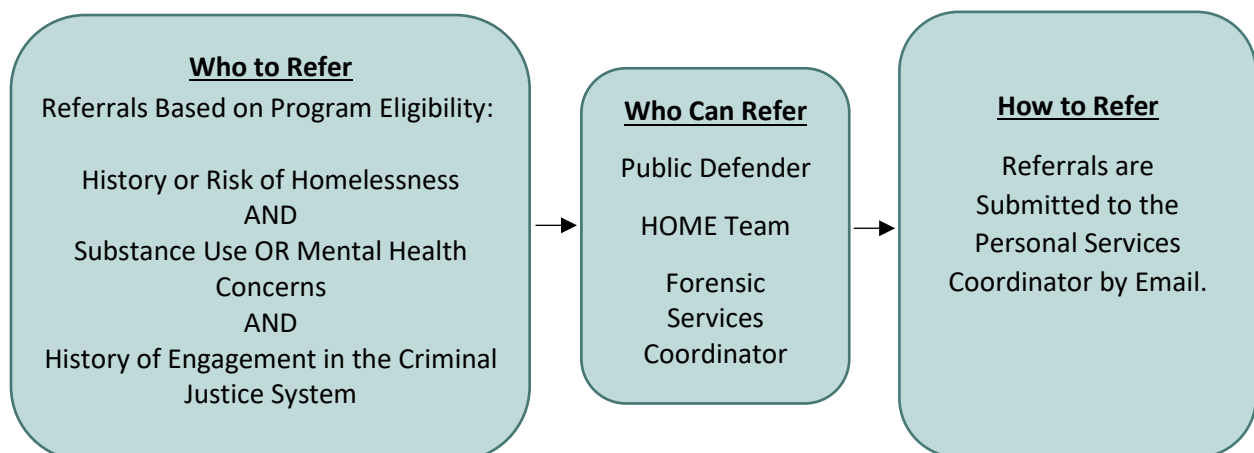 Who to Refer
Referrals Based on Program Eligibility:
History or Risk of Homelessness
AND
Substance Use OR Mental Health
Concerns
AND
History of Engagement in the Criminal
Justice System
Who Can Refer
Public Defender
HOME Team
Forensic
Services
Coordinator
How to Refer
Referrals are
Submitted to the
Personal Services
Coordinator by Email.